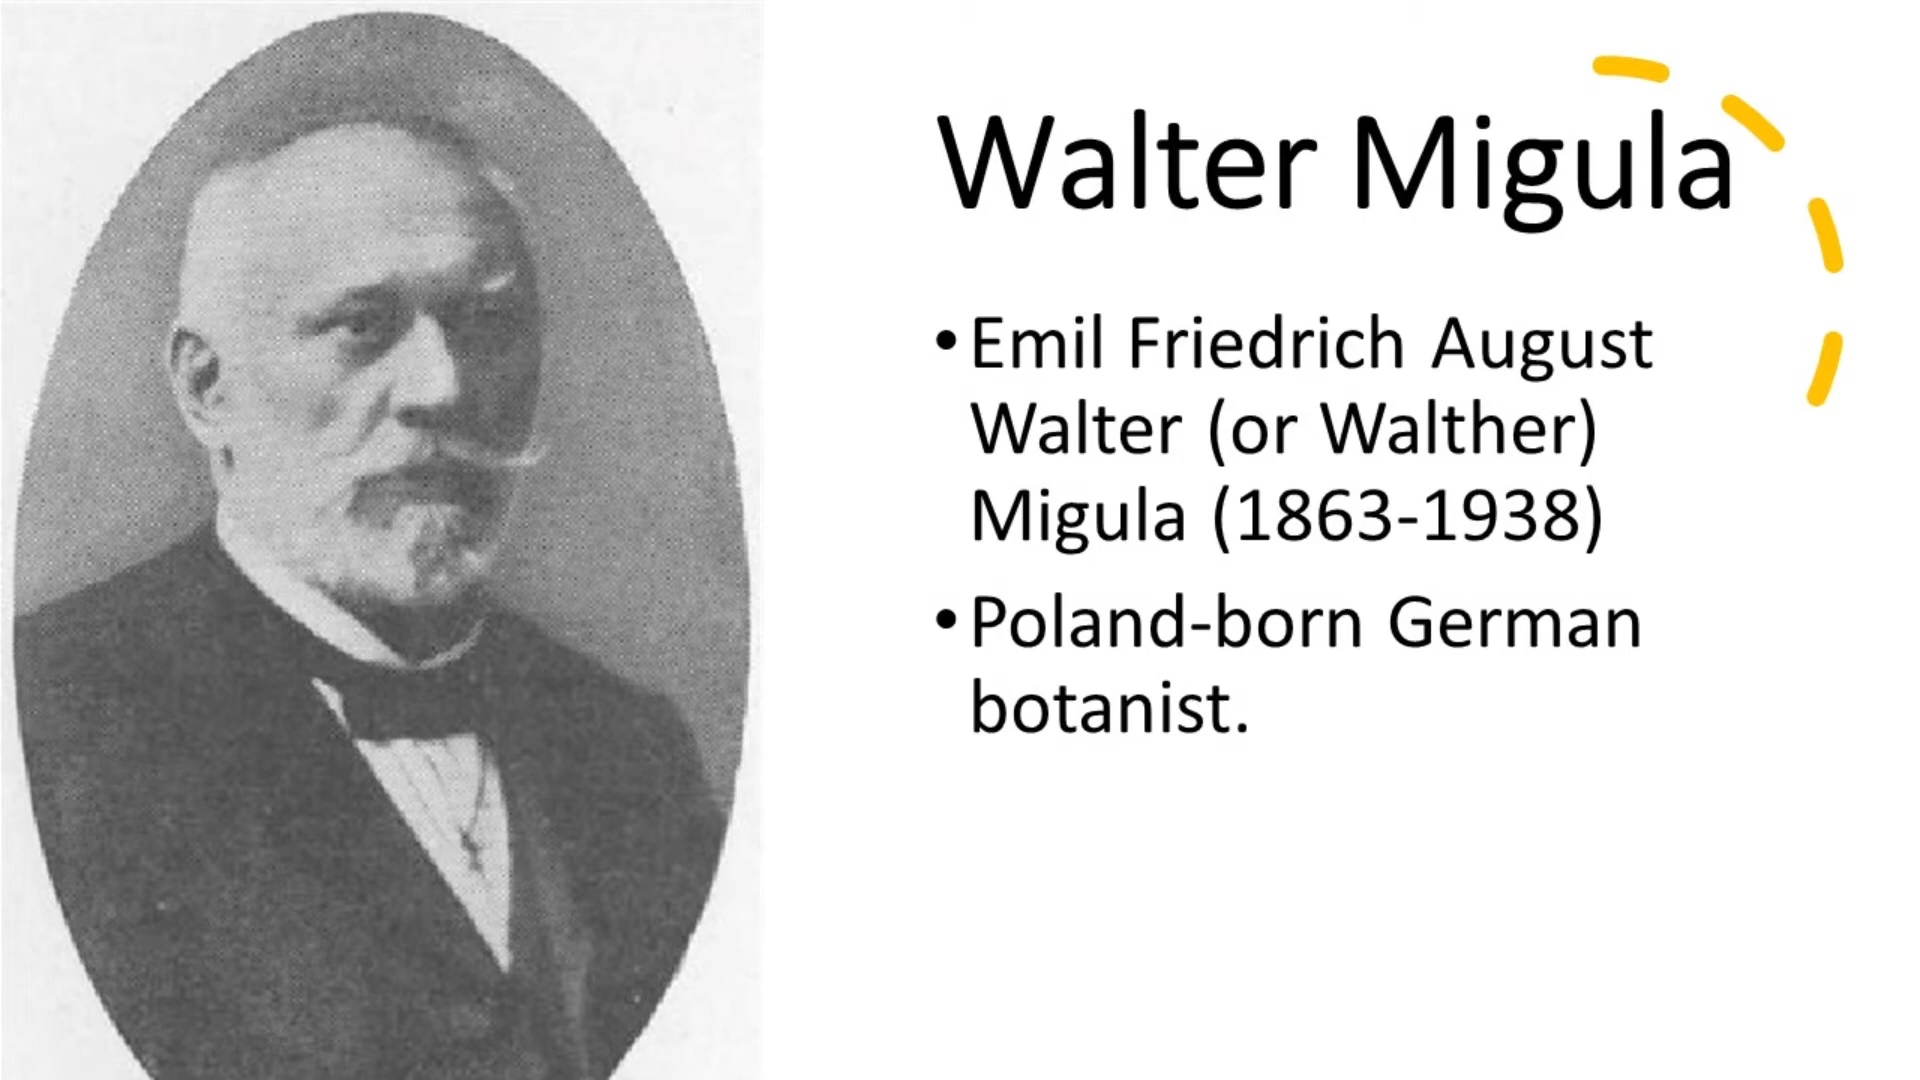 Walter Migula
•Emil Friedrich August
Walter (or Walther)
Migula (1863-1938)
•Poland-born German
botanist.